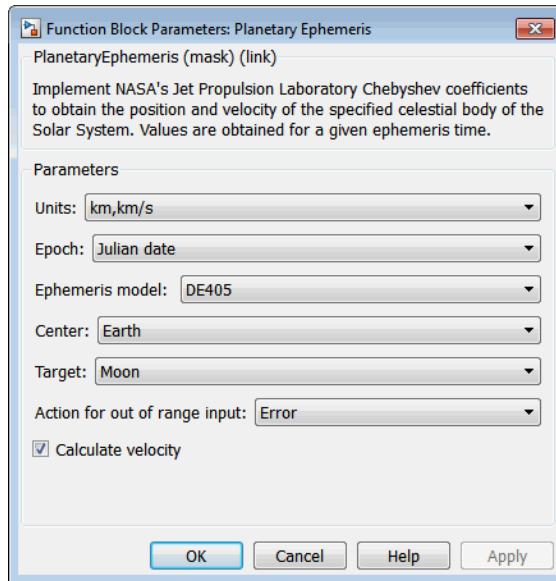 Function Block Parameters: Planetary Ephemeris
PlanetaryEphemeris (mask) (link)
Implement NASA's Jet Propulsion Laboratory Chebyshev coefficients
to obtain the position and velocity of the specified celestial body of the
Solar System. Values are obtained for a given ephemeris time.
Parameters
Units: km,km/s
Epoch: Julian date
Ephemeris model: DE405
Center: Earth
Target: Moon
Action for out of range input: Error
Calculate velocity
OK Cancel Help Apply